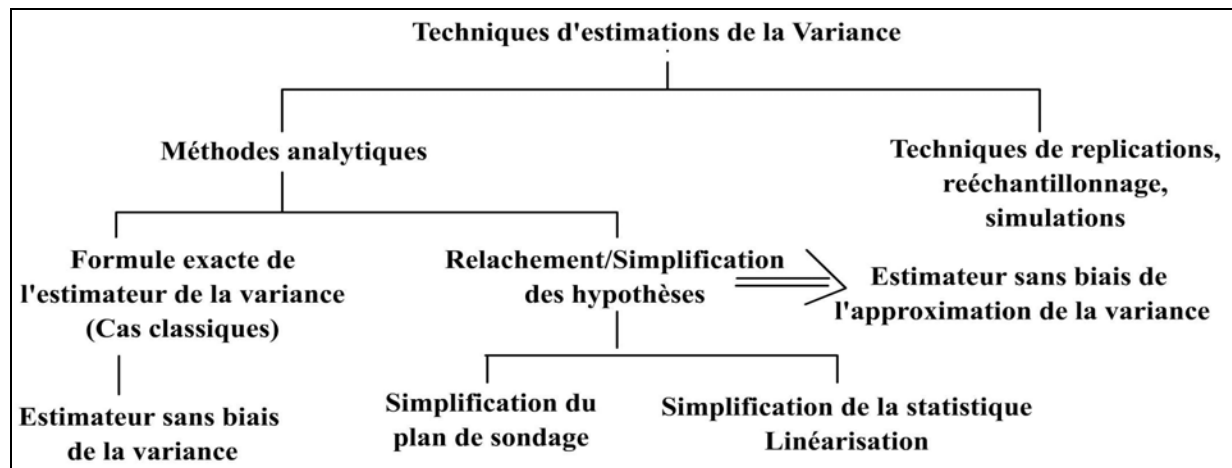 Techniques d'estimations de la Variance
Méthodes analytiques
Techniques de replications,
reéchantillonnage,
simulations
Formule exacte de
l'estimateur de la variance
(Cas classiques)
Relachement/Simplification
des hypothèses
Estimateur sans biais de
l'approximation de la variance
Estimateur sans biais
de la variance
Simplification du
plan de sondage
Simplification de la statistique
Linéarisation